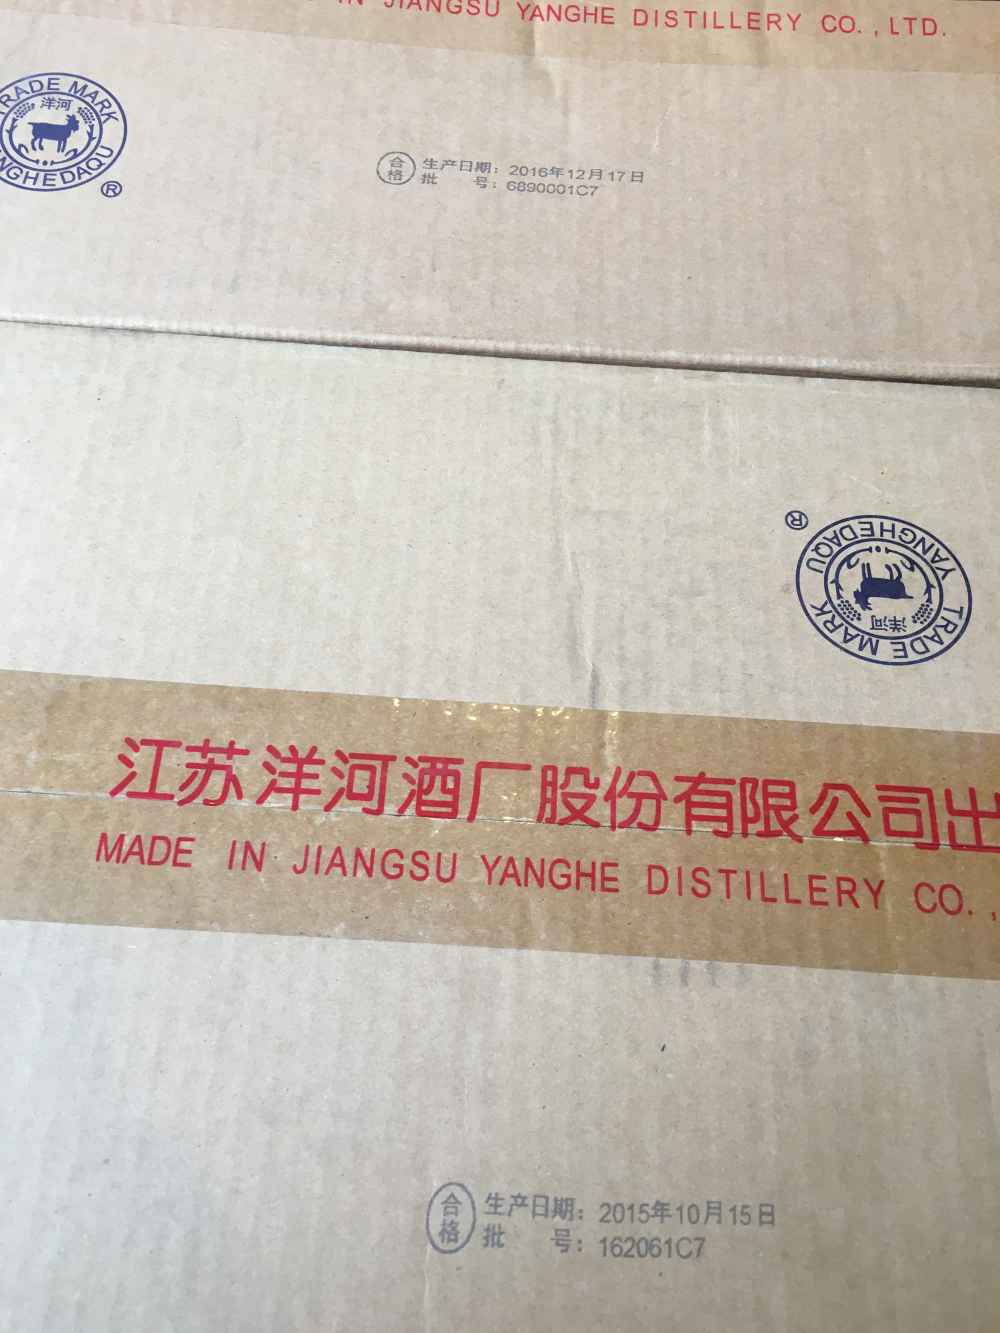 IN JIANGSU YANGHE DISTILLERY CO., LTD.
TRADE MARK
洋河
YANGHEDAQU
®
合格
生产日期：2016年12月17日
批 号：6890001C7
®
YANGHEDAQU
洋河
TRADE MARK
江苏洋河酒厂股份有限公司出
MADE IN JIANGSU YANGHE DISTILLERY CO.,
合格
生产日期：2015年10月15日
批 号：162061C7